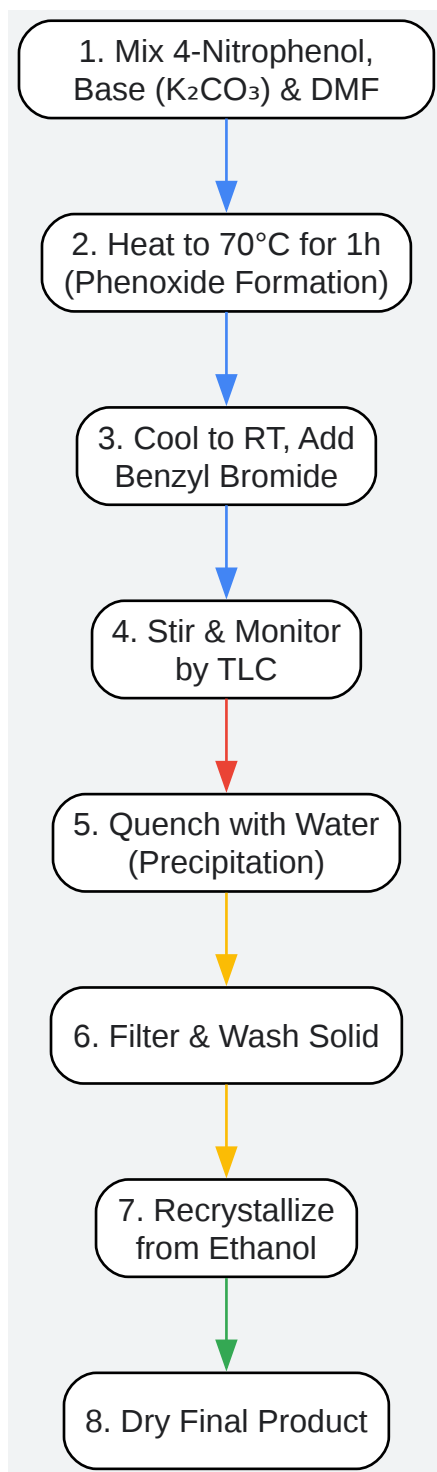 1. Mix 4-Nitrophenol,
Base (K₂CO₃) & DMF
2. Heat to 70°C for 1h
(Phenoxide Formation)
3. Cool to RT, Add
Benzyl Bromide
4. Stir & Monitor
by TLC
5. Quench with Water
(Precipitation)
6. Filter & Wash Solid
7. Recrystallize
from Ethanol
8. Dry Final Product